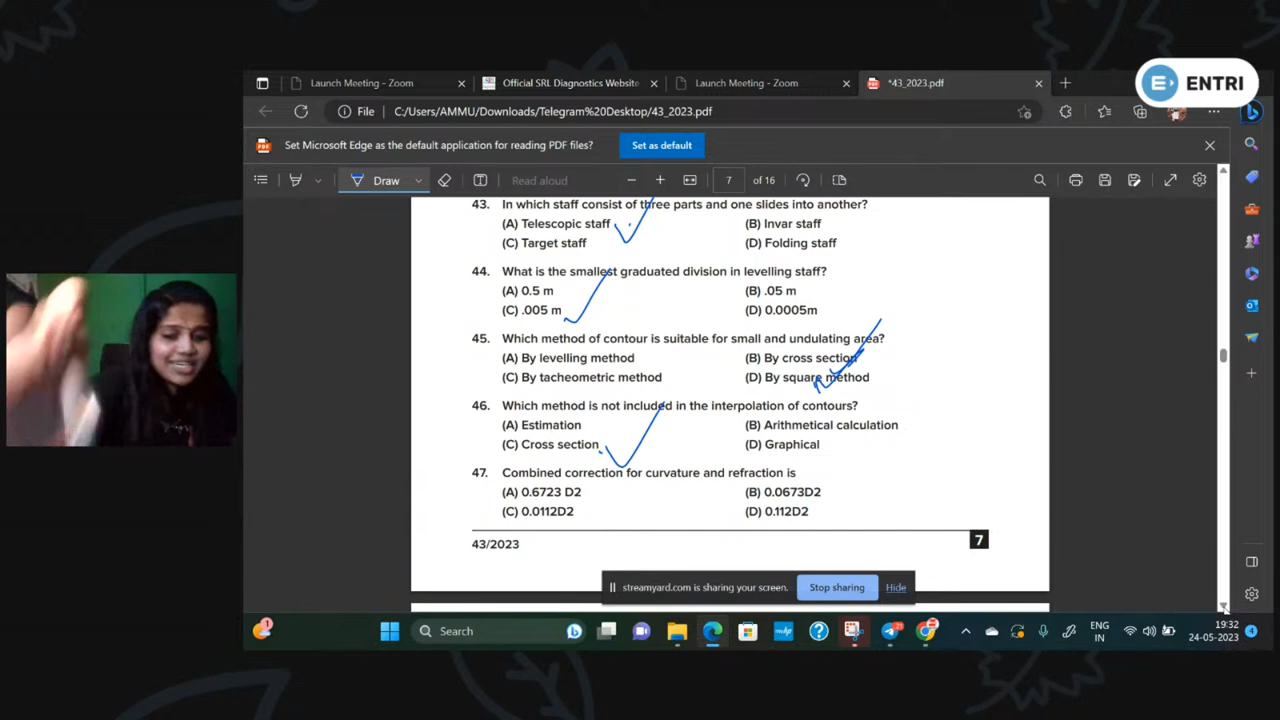 ENTRI
Launch Meeting - Zoom
Official SRL Diagnostics Website
Launch Meeting - Zoom
*43_2023.pdf
File
C:/Users/AMMU/Downloads/Telegram%20Desktop/43_2023.pdf
Set Microsoft Edge as the default application for reading PDF files?
Set as default
Draw
Read aloud
7 of 16
43. In which staff consist of three parts and one slides into another?
(A) Telescopic staff (B) Invar staff
(C) Target staff (D) Folding staff
44. What is the smallest graduated division in levelling staff?
(A) 0.5 m (B) .05 m
(C) .005 m (D) 0.0005m
45. Which method of contour is suitable for small and undulating area?
(A) By levelling method (B) By cross section
(C) By tacheometric method (D) By square method
46. Which method is not included in the interpolation of contours?
(A) Estimation (B) Arithmetical calculation
(C) Cross section (D) Graphical
47. Combined correction for curvature and refraction is
(A) 0.6723 D2 (B) 0.0673D2
(C) 0.0112D2 (D) 0.112D2
43/2023 7
streamyard.com is sharing your screen. Stop sharing Hide
Search
ENG
IN
19:32
24-05-2023